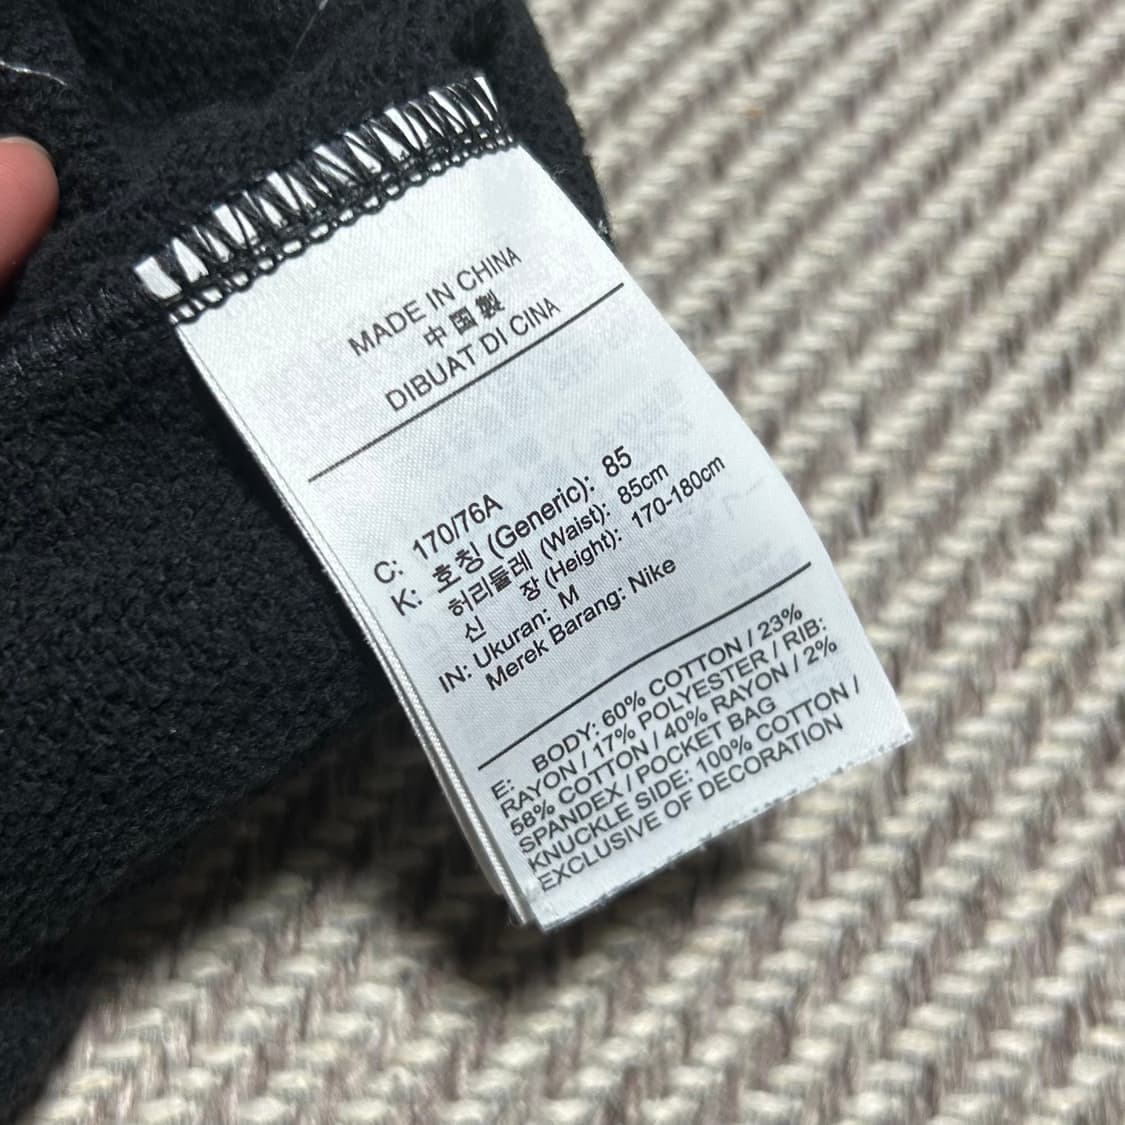 MADE IN CHINA
中国製
DIBUAT DI CINA
C: 170/76A
K: 호칭 (Generic): 85
허리둘레 (Waist): 85cm
신 장 (Height): 170-180cm
IN: Ukuran: M
Merek Barang: Nike
E: BODY: 60% COTTON / 23%
RAYON / 17% POLYESTER / RIB:
58% COTTON / 40% RAYON / 2%
SPANDEX / POCKET BAG
KNUCKLE SIDE: 100% COTTON /
EXCLUSIVE OF DECORATION